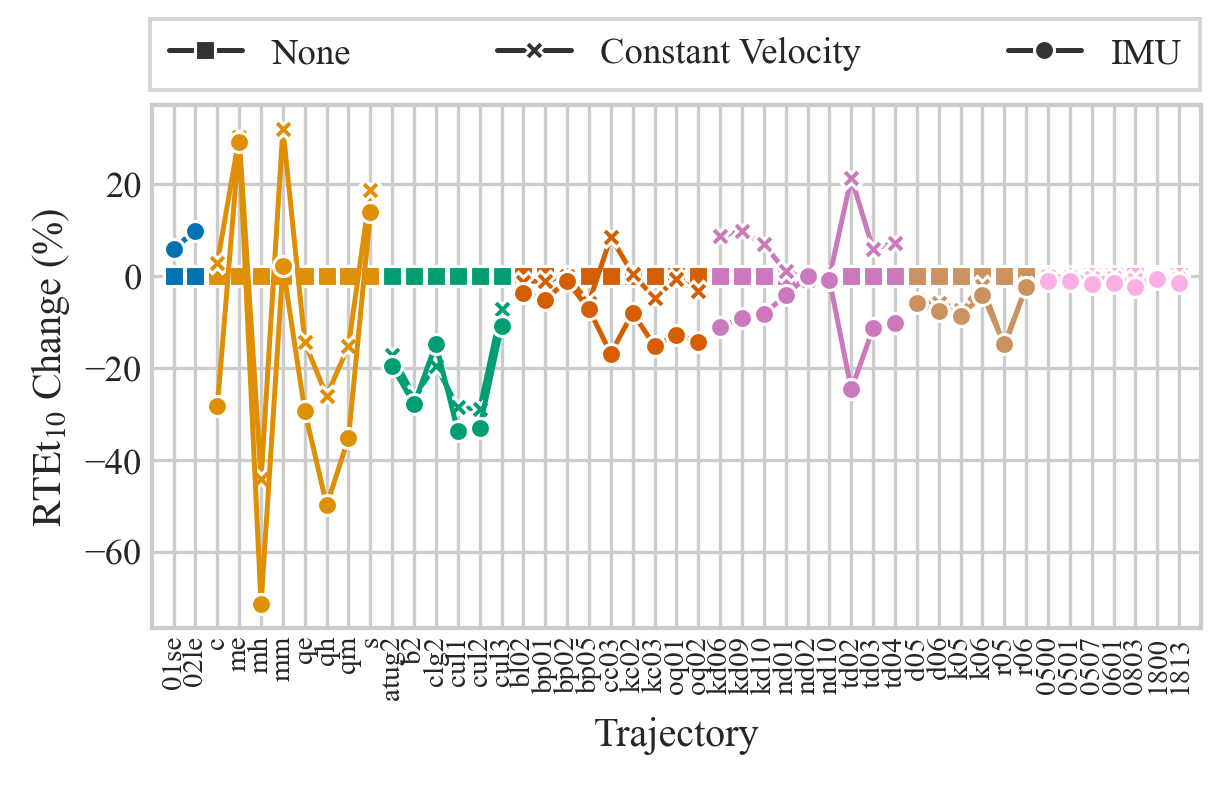 None Constant Velocity IMU
RTEt10 Change (%)
20
0
−20
−40
−60
01se 02le c me mh mm qe qh qm s atug2 b2 clg2 cul1 cul2 cul3 bl02 bp01 bp02 bp05 cc03 kc02 kc03 oq01 oq02 kd06 kd09 kd10 nd01 nd02 nd10 td02 td03 td04 d05 d06 k05 k06 r05 r06 0500 0501 0507 0601 0803 1800 1813
Trajectory